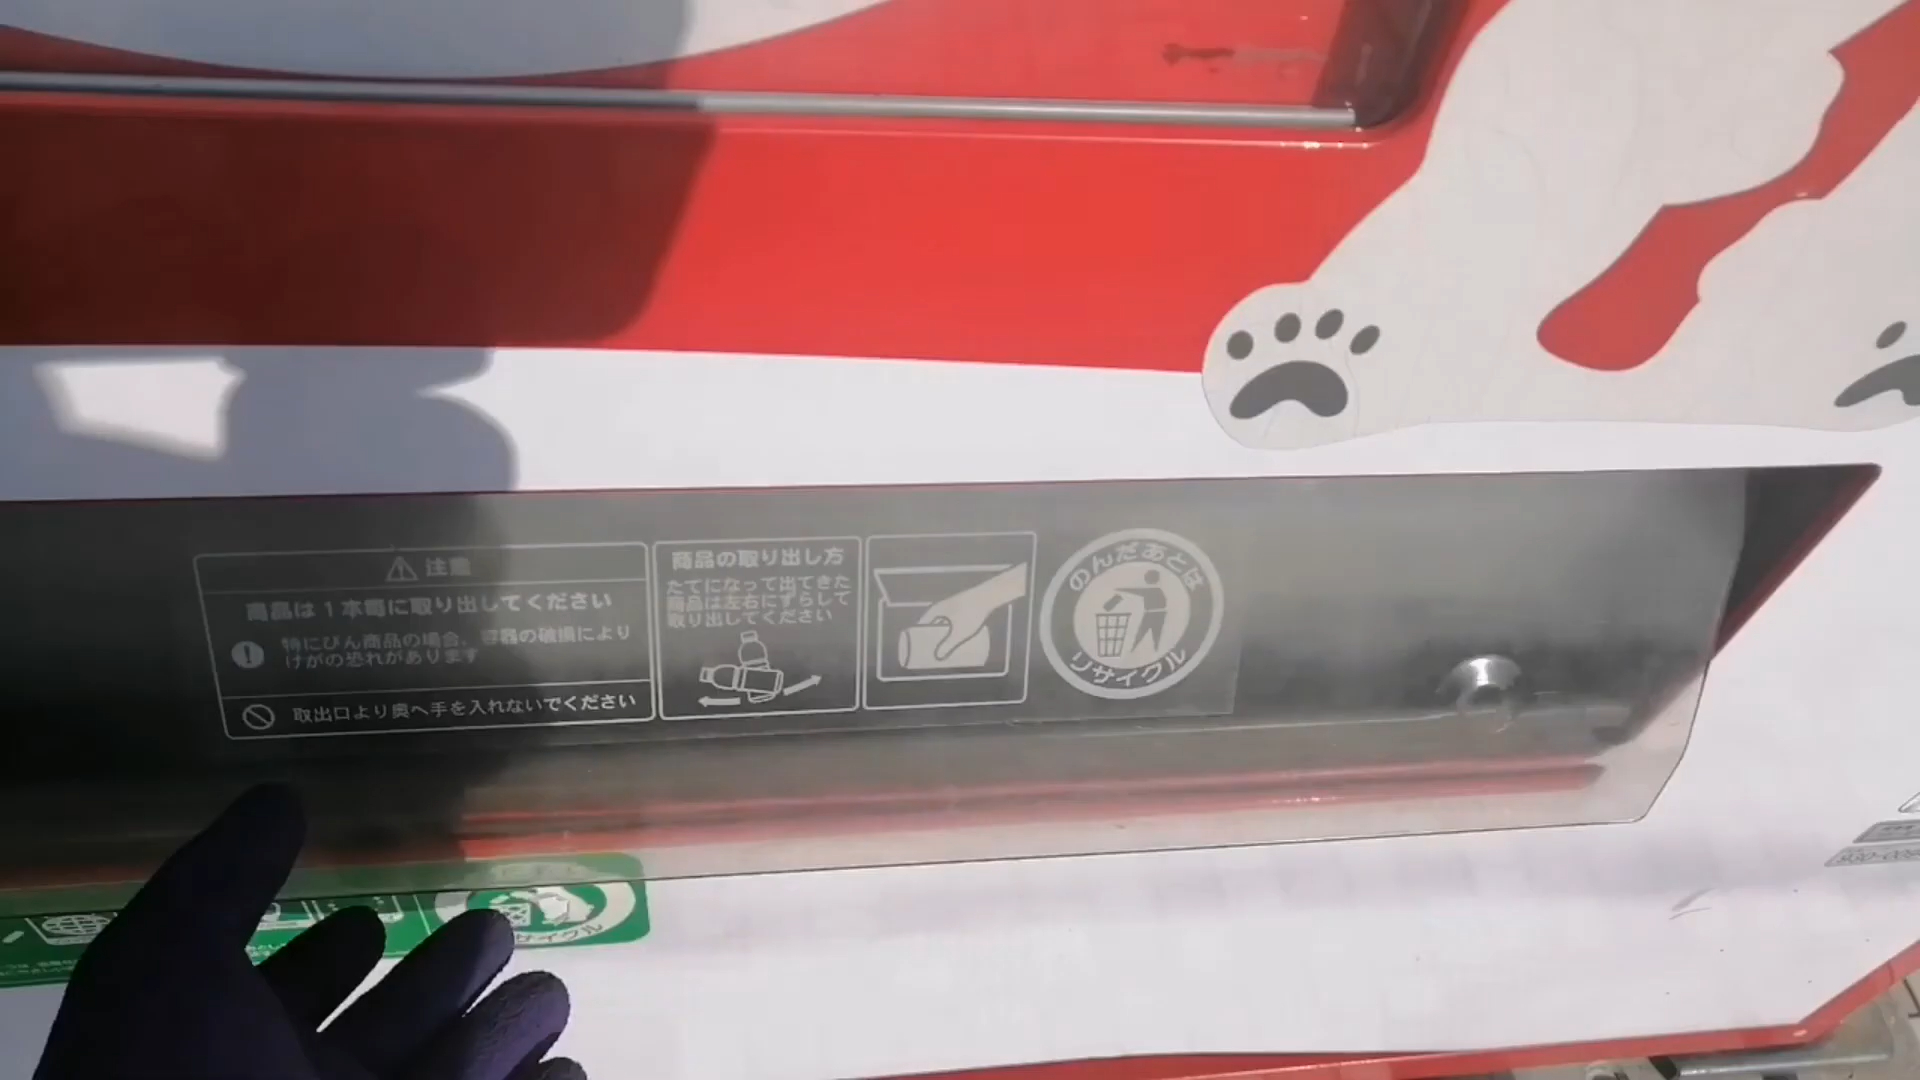 注意
商品は1本毎に取り出してください
特にびん商品の場合、容器の破損により
けがの恐れがあります
取出口より奥へ手を入れないでください
商品の取り出し方
たてになって出てきた
商品は左右にずらして
取り出してください
のんだあとは
リサイクル
サイクル